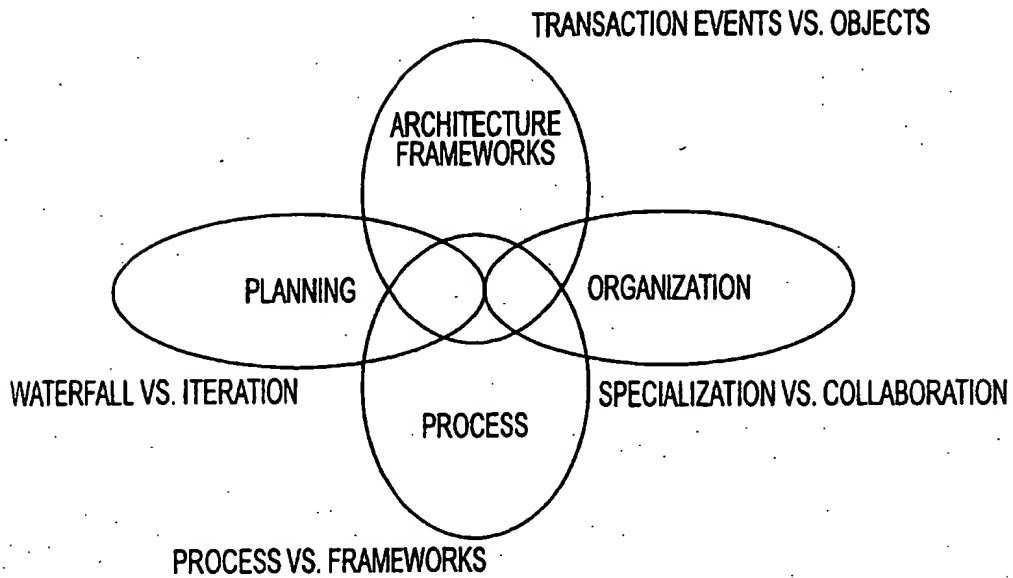 TRANSACTION EVENTS VS. OBJECTS
ARCHITECTURE
FRAMEWORKS
PLANNING
ORGANIZATION
WATERFALL VS. ITERATION
SPECIALIZATION VS. COLLABORATION
PROCESS
PROCESS VS. FRAMEWORKS